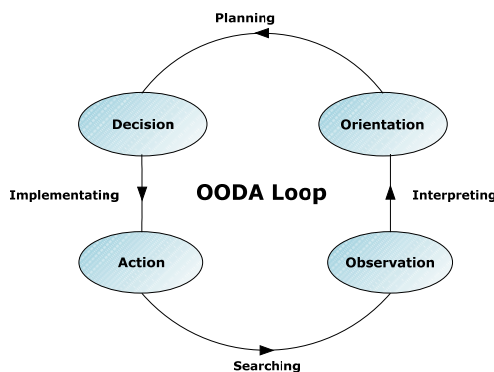 Planning
Decision
Orientation
Implementating
OODA Loop
Interpreting
Action
Observation
Searching